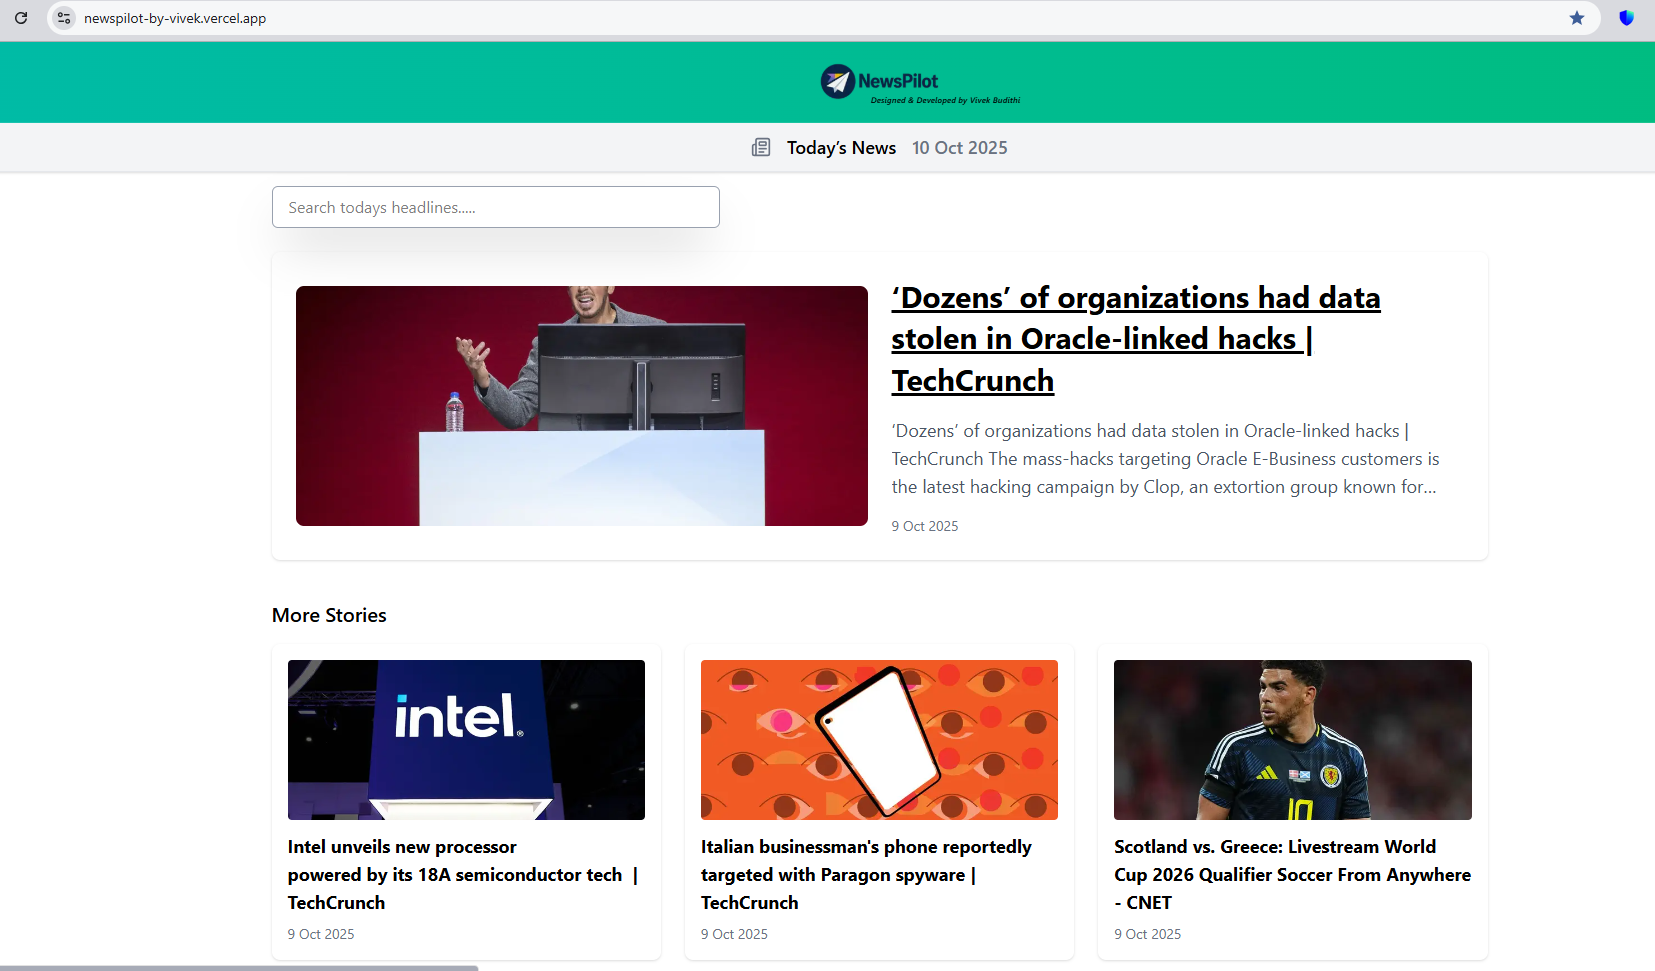 newspilot-by-vivek.vercel.app
NewsPilot
Designed & Developed by Vivek Budithi
Today’s News 10 Oct 2025
Search todays headlines.....
‘Dozens’ of organizations had data
stolen in Oracle-linked hacks |
TechCrunch
‘Dozens’ of organizations had data stolen in Oracle-linked hacks |
TechCrunch The mass-hacks targeting Oracle E-Business customers is
the latest hacking campaign by Clop, an extortion group known for...
9 Oct 2025
More Stories
intel®
Intel unveils new processor
powered by its 18A semiconductor tech |
TechCrunch
9 Oct 2025
Italian businessman's phone reportedly
targeted with Paragon spyware |
TechCrunch
9 Oct 2025
10
Scotland vs. Greece: Livestream World
Cup 2026 Qualifier Soccer From Anywhere
- CNET
9 Oct 2025